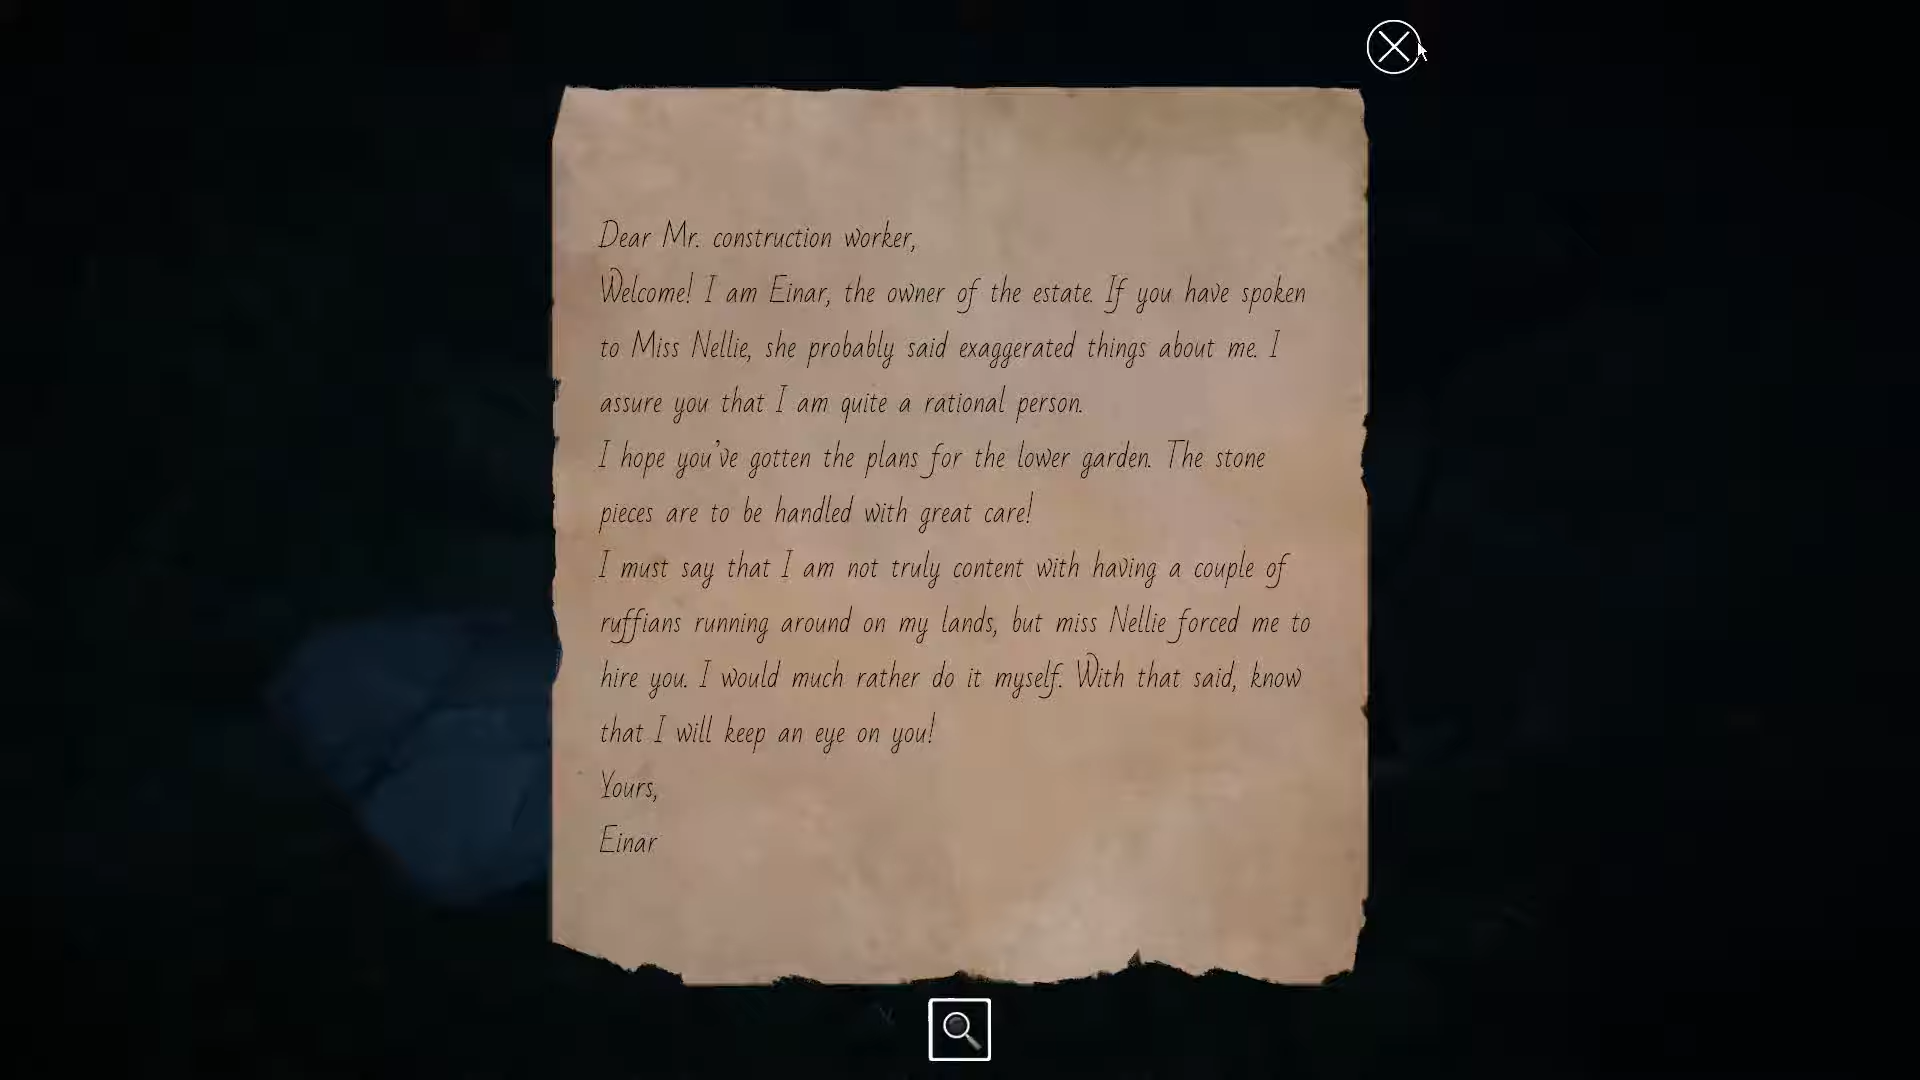 Dear Mr. construction worker,
Welcome! I am Einar, the owner of the estate. If you have spoken
to Miss Nellie, she probably said exaggerated things about me. I
assure you that I am quite a rational person.
I hope you've gotten the plans for the lower garden. The stone
pieces are to be handled with great care!
I must say that I am not truly content with having a couple of
ruffians running around on my lands, but miss Nellie forced me to
hire you. I would much rather do it myself. With that said, know
that I will keep an eye on you!
Yours,
Einar